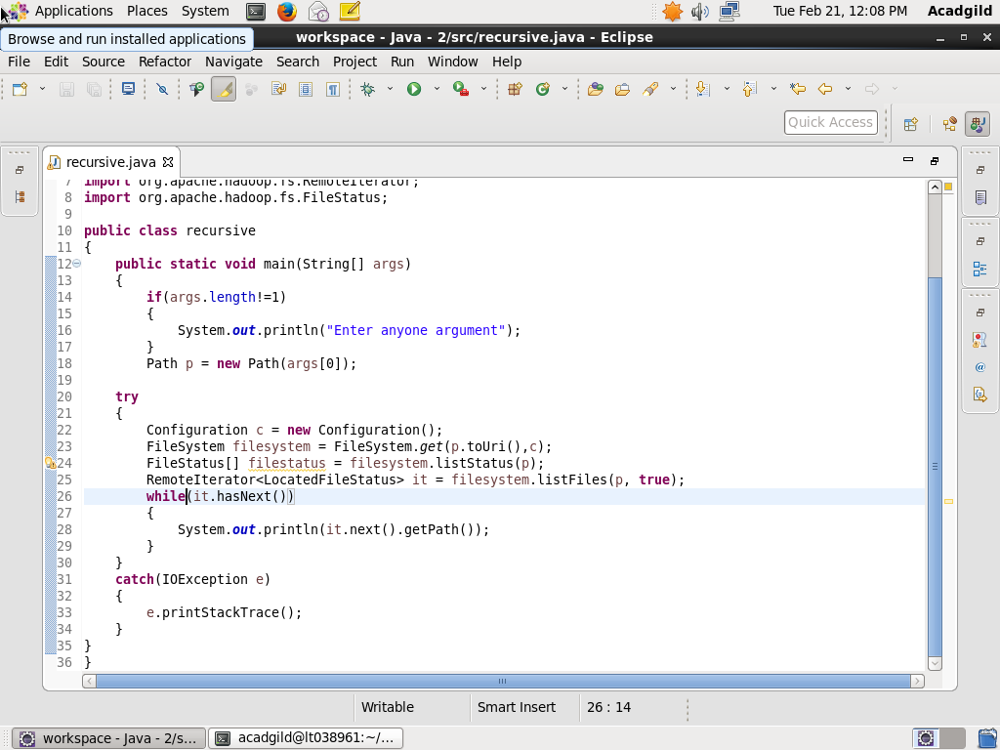 Applications Places System Tue Feb 21, 12:08 PM Acadgild
Browse and run installed applications
workspace - Java - 2/src/recursive.java - Eclipse
File Edit Source Refactor Navigate Search Project Run Window Help
Quick Access
recursive.java
7 import org.apache.hadoop.fs.RemoteIterator;
8 import org.apache.hadoop.fs.FileStatus;
9
10 public class recursive
11 {
12 public static void main(String[] args)
13 {
14 if(args.length!=1)
15 {
16 System.out.println("Enter anyone argument");
17 }
18 Path p = new Path(args[0]);
19
20 try
21 {
22 Configuration c = new Configuration();
23 FileSystem filesystem = FileSystem.get(p.toUri(),c);
24 FileStatus[] filestatus = filesystem.listStatus(p);
25 RemoteIterator<LocatedFileStatus> it = filesystem.listFiles(p, true);
26 while(it.hasNext())
27 {
28 System.out.println(it.next().getPath());
29 }
30 }
31 catch(IOException e)
32 {
33 e.printStackTrace();
34 }
35 }
36 }
Writable Smart Insert 26 : 14
workspace - Java - 2/s... acadgild@lt038961:~/...